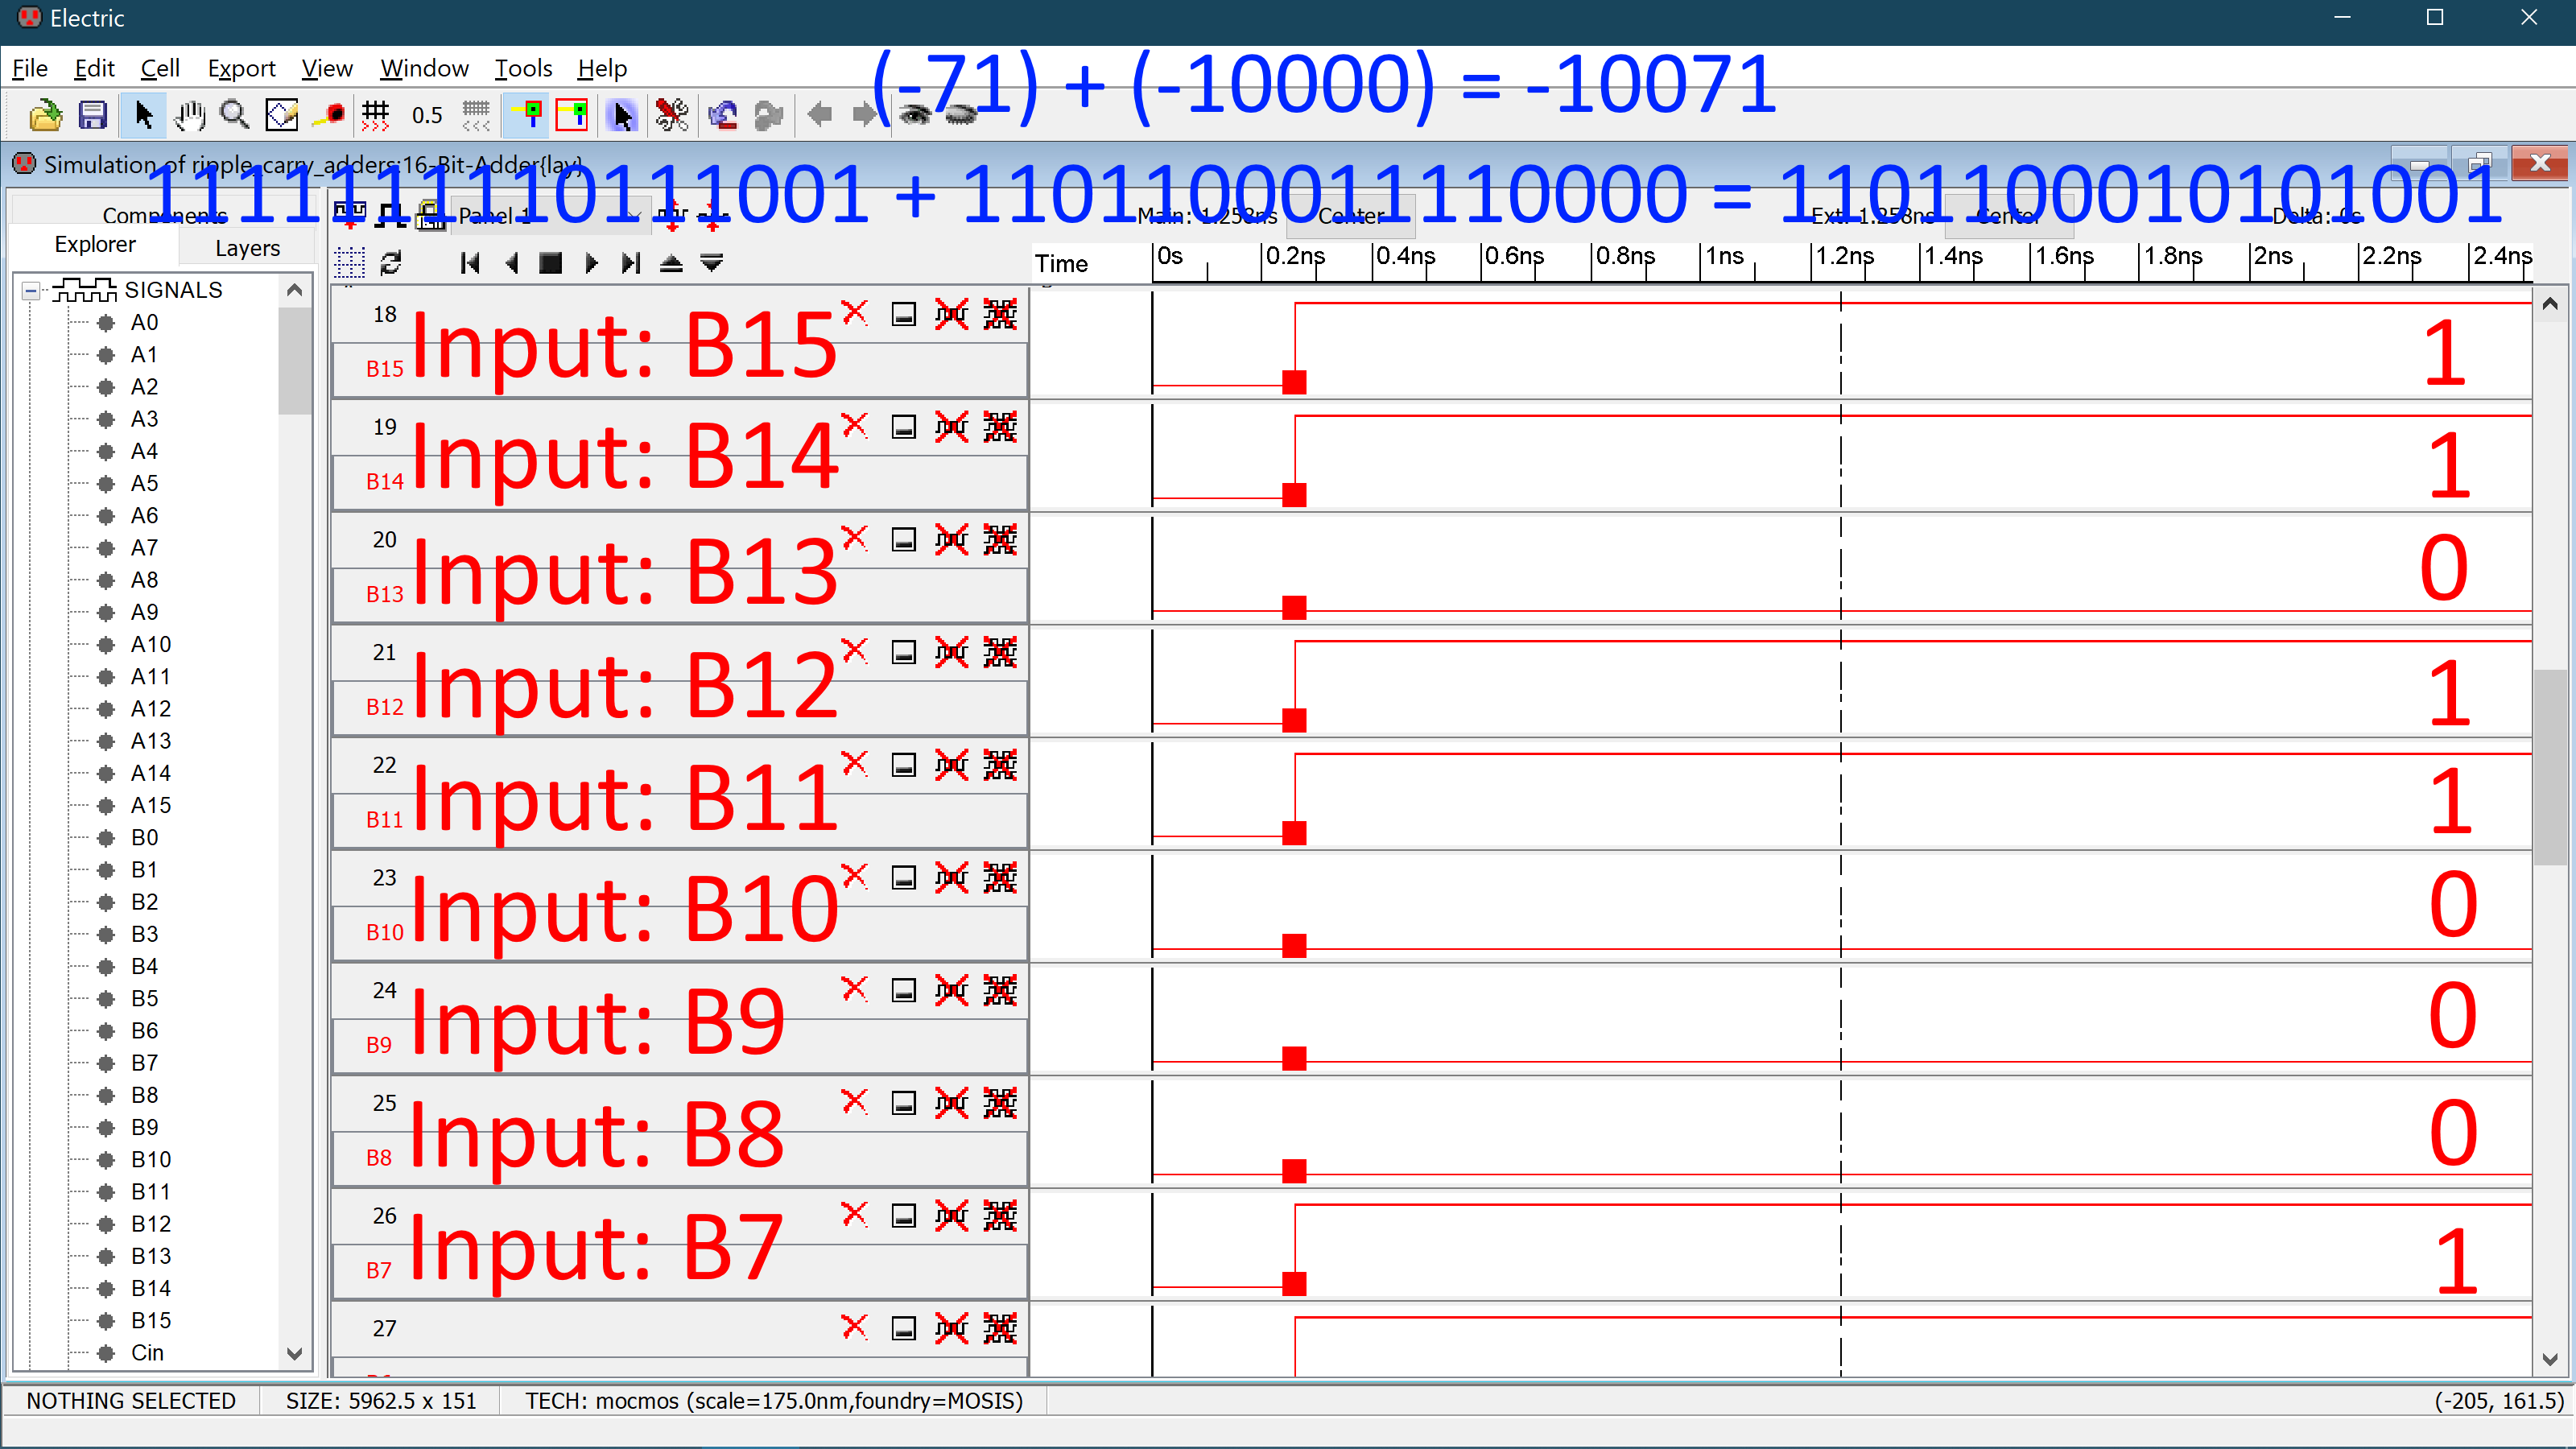 Electric
File Edit Cell Export View Window Tools Help
(-71) + (-10000) = -10071
0.5
Simulation of ripple_carry_adders:16-Bit-Adder{lay}
1111111110111001 + 1101100011110000 = 1101100010101001
Components
Panel 1
Main: 1.258ns Center Ext: 1.258ns Center Delta: 0s
Explorer Layers
Time 0s 0.2ns 0.4ns 0.6ns 0.8ns 1ns 1.2ns 1.4ns 1.6ns 1.8ns 2ns 2.2ns 2.4ns
SIGNALS
A0
A1
A2
A3
A4
A5
A6
A7
A8
A9
A10
A11
A12
A13
A14
A15
B0
B1
B2
B3
B4
B5
B6
B7
B8
B9
B10
B11
B12
B13
B14
B15
Cin
18
B15 Input: B15 1
19
B14 Input: B14 1
20
B13 Input: B13 0
21
B12 Input: B12 1
22
B11 Input: B11 1
23
B10 Input: B10 0
24
B9 Input: B9 0
25
B8 Input: B8 0
26
B7 Input: B7 1
27
NOTHING SELECTED SIZE: 5962.5 x 151 TECH: mocmos (scale=175.0nm,foundry=MOSIS) (-205, 161.5)